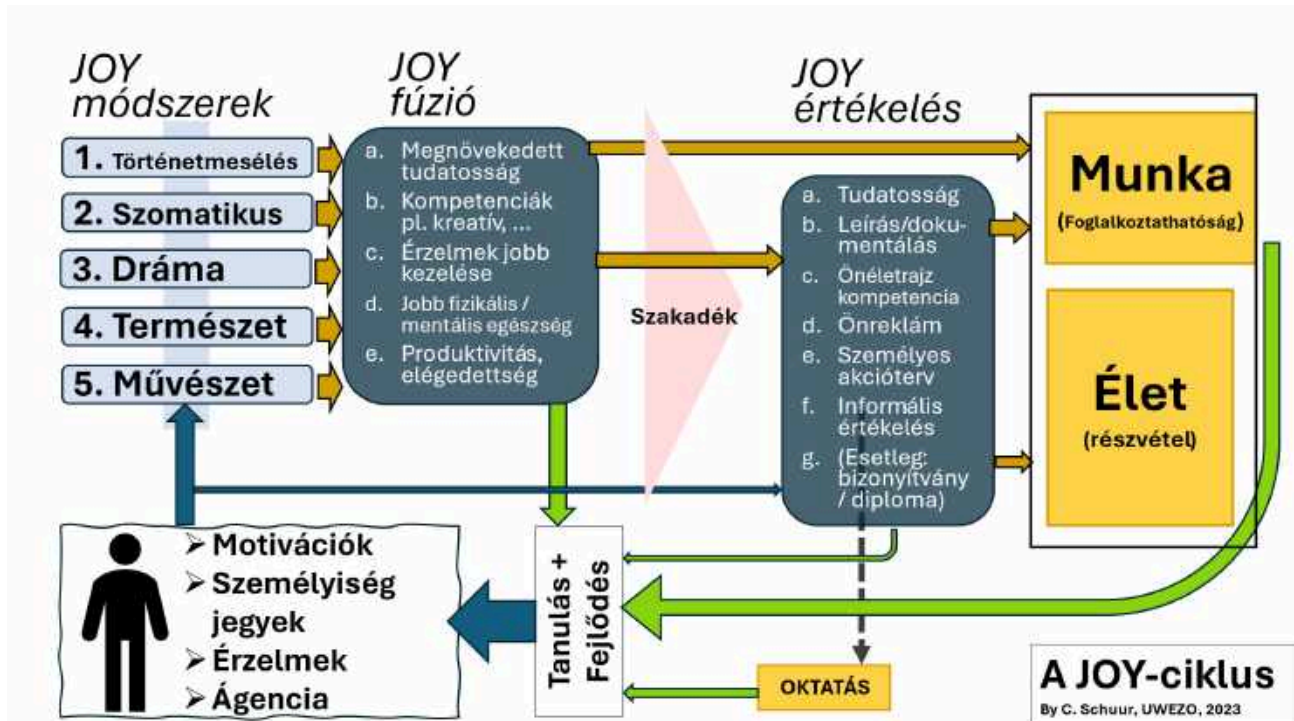 JOY
módszerek
1. Történetmesélés
2. Szomatikus
3. Dráma
4. Természet
5. Művészet
JOY
fúzió
a. Megnövekedett
tudatosság
b. Kompetenciák
pl. kreatív, ...
c. Érzelmek jobb
kezelése
d. Jobb fizikális /
mentális egészség
e. Produktivitás,
elégedettség
Szakadék
JOY
értékelés
a. Tudatosság
b. Leírás/doku-
mentálás
c. Önéletrajz
kompetencia
d. Önreklám
e. Személyes
akcióterv
f. Informális
értékelés
g. (Esetleg:
bizonyítvány
/ diploma)
Munka
(Foglalkoztathatóság)
Élet
(részvétel)
➢ Motivációk
➢ Személyiség
jegyek
➢ Érzelmek
➢ Ágencia
Tanulás +
Fejlődés
OKTATÁS
A JOY-ciklus
By C. Schuur, UWEZO, 2023